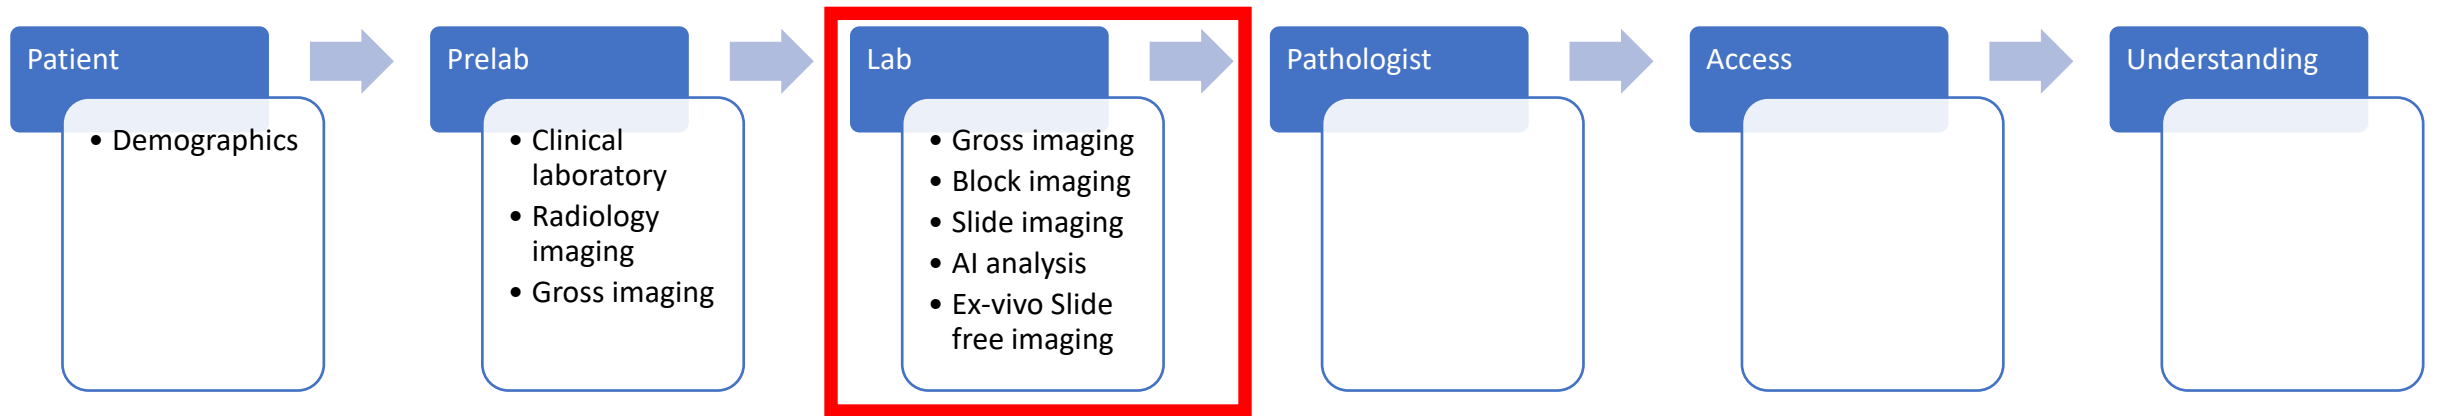 Patient
• Demographics
Prelab
• Clinical
laboratory
• Radiology
imaging
• Gross imaging
Lab
• Gross imaging
• Block imaging
• Slide imaging
• AI analysis
• Ex-vivo Slide
free imaging
Pathologist
Access
Understanding